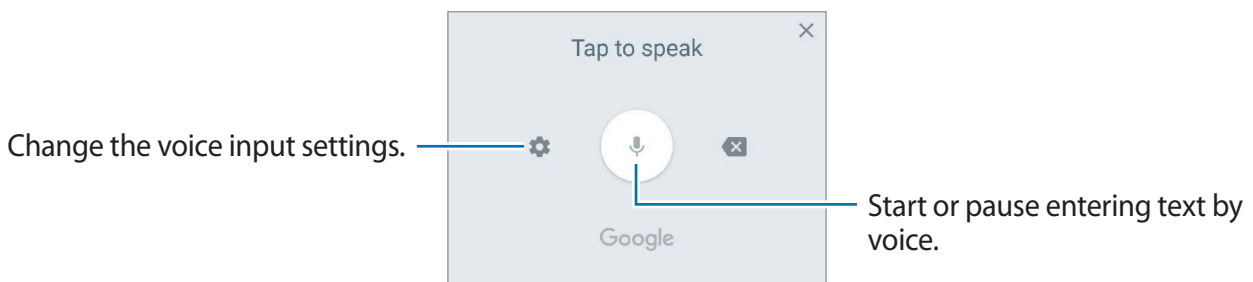 Tap to speak
Change the voice input settings.
Start or pause entering text by
voice.
Google